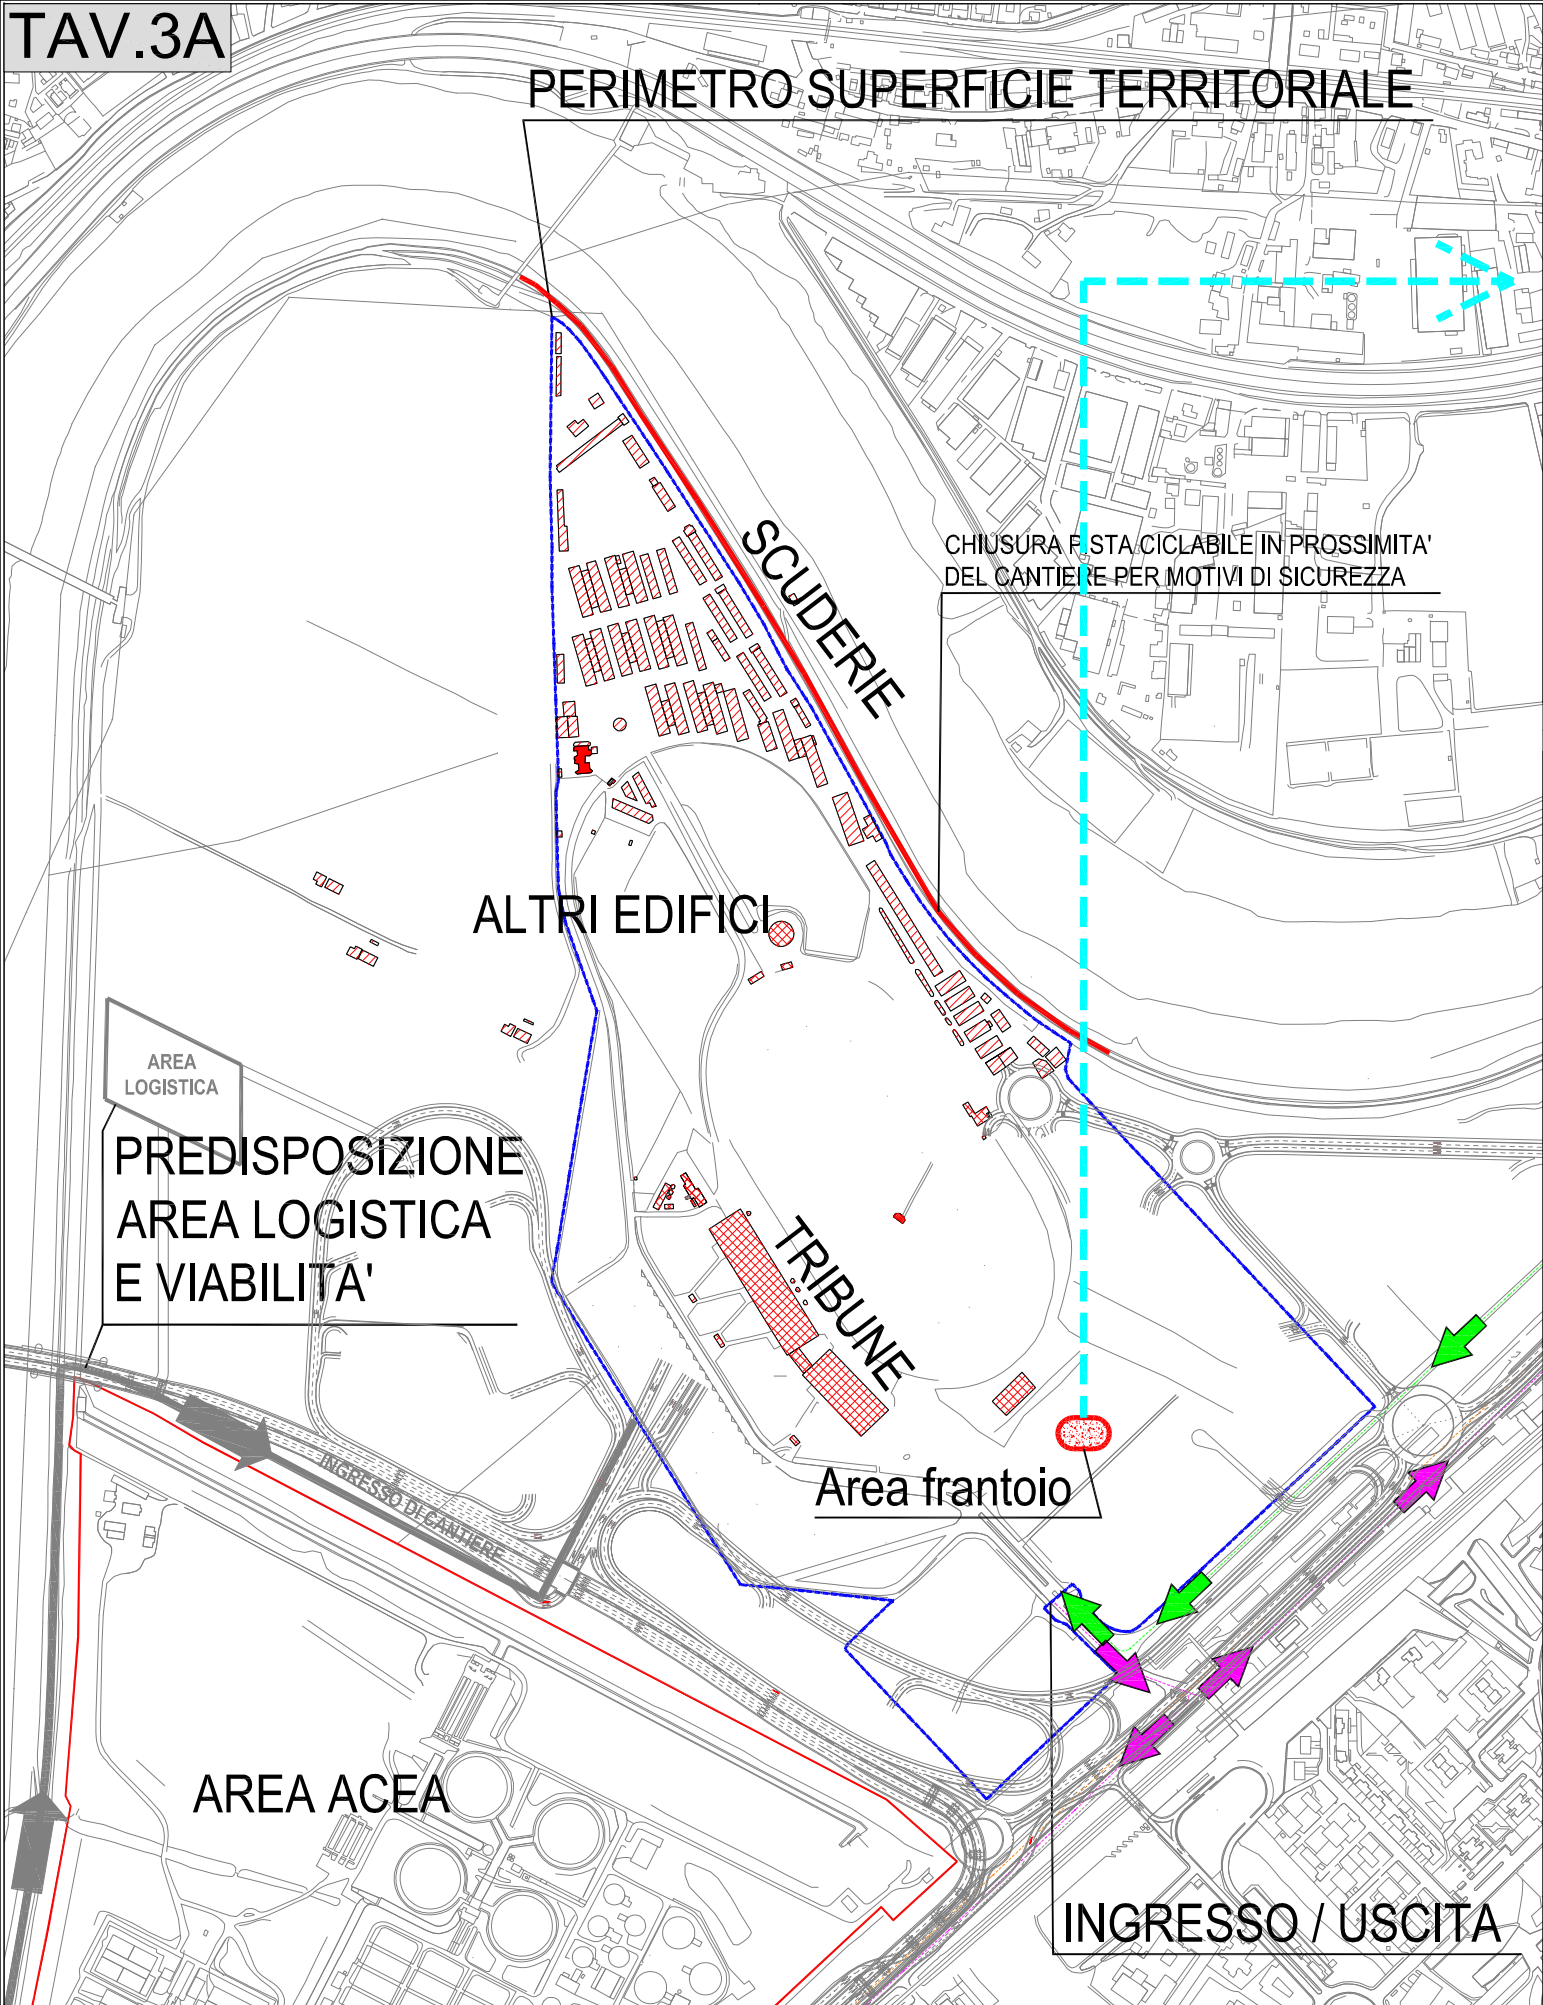 TAV.3A
PERIMETRO SUPERFICIE TERRITORIALE
SCUDERIE
CHIUSURA PISTA CICLABILE IN PROSSIMITA'
DEL CANTIERE PER MOTIVI DI SICUREZZA
ALTRI EDIFICI
AREA
LOGISTICA
PREDISPOSIZIONE
AREA LOGISTICA
E VIABILITA'
TRIBUNE
INGRESSO DI CANTIERE
Area frantoio
AREA ACEA
INGRESSO / USCITA